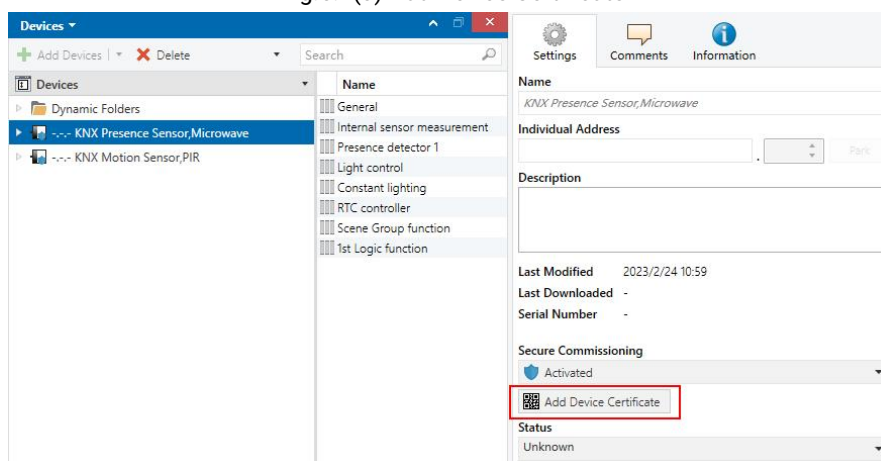 Devices
Add Devices
Delete
Search
Devices
Dynamic Folders
-.-.- KNX Presence Sensor,Microwave
-.-.- KNX Motion Sensor,PIR
Name
General
Internal sensor measurement
Presence detector 1
Light control
Constant lighting
RTC controller
Scene Group function
1st Logic function
Settings Comments Information
Name
KNX Presence Sensor,Microwave
Individual Address
. Park
Description
Last Modified 2023/2/24 10:59
Last Downloaded -
Serial Number -
Secure Commissioning
Activated
Add Device Certificate
Status
Unknown